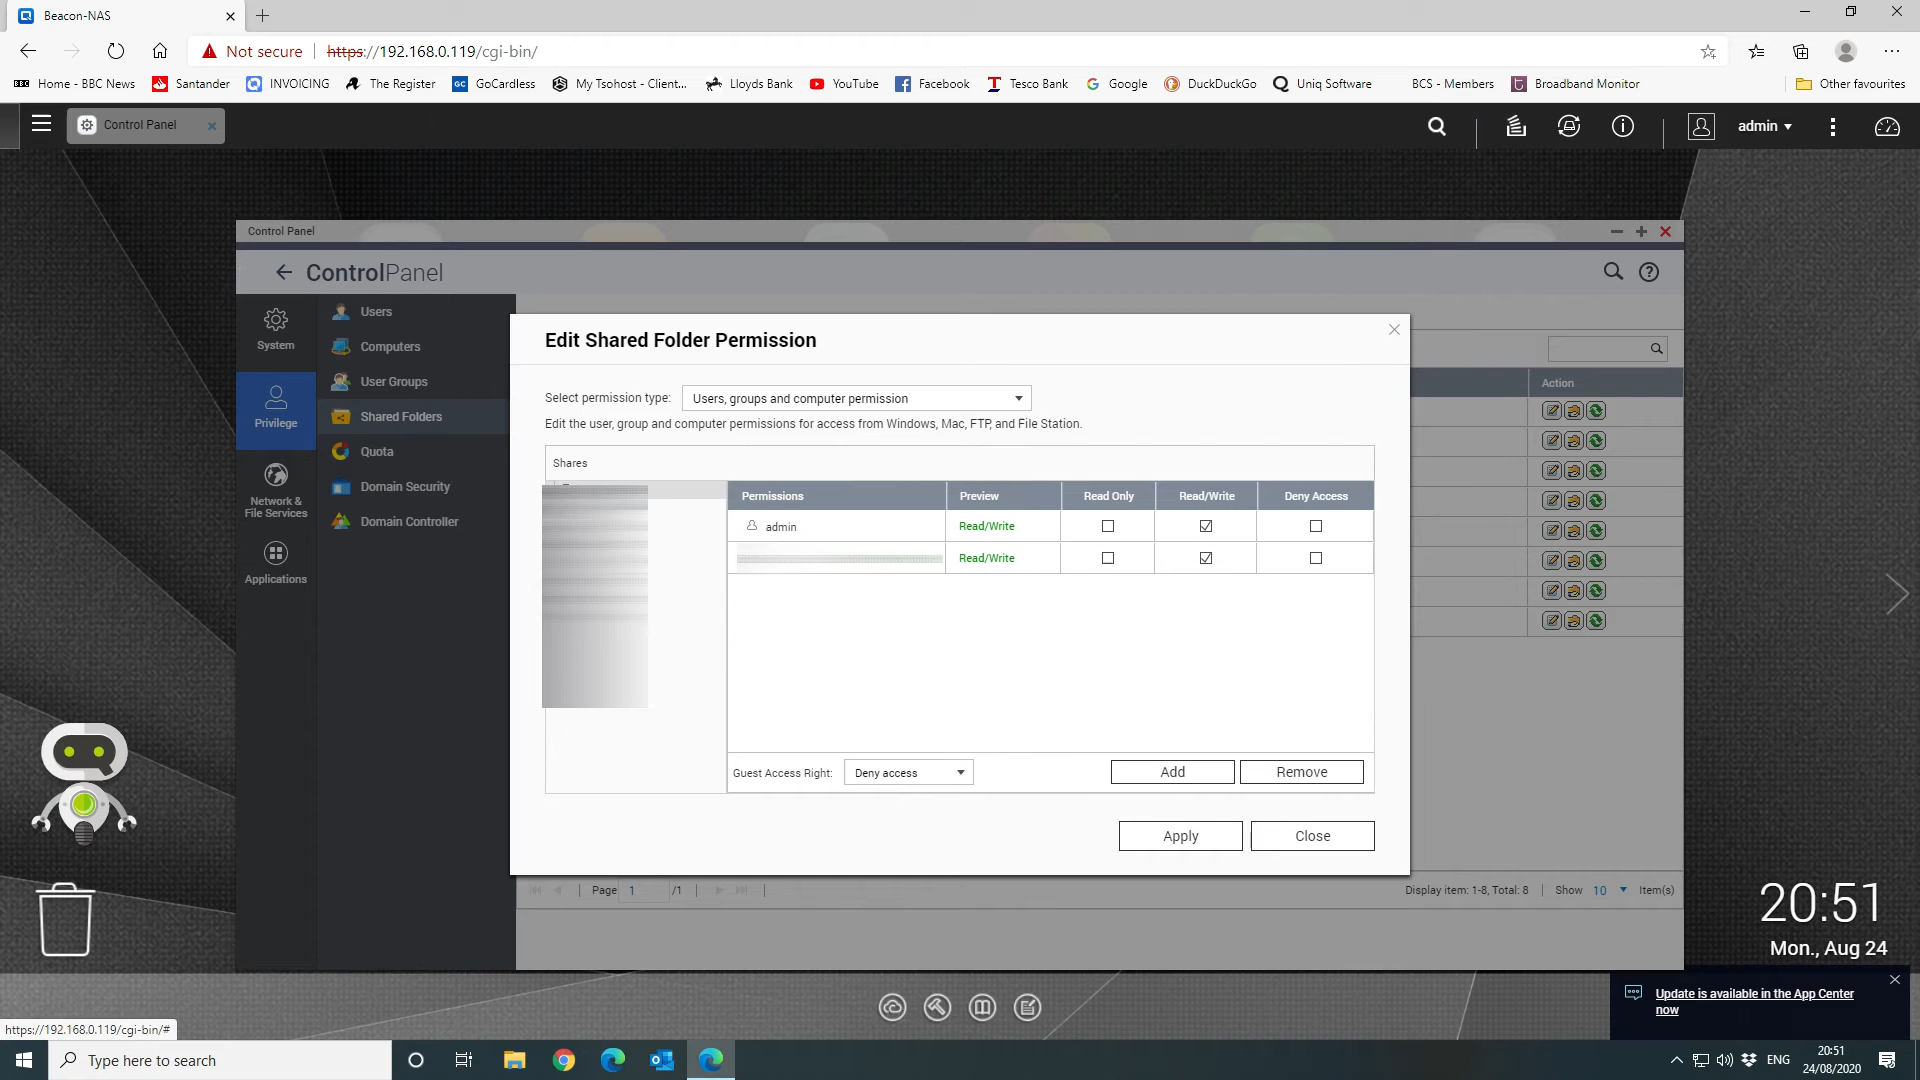 Beacon-NAS
Not secure https://192.168.0.119/cgi-bin/
Home - BBC News Santander INVOICING The Register GoCardless My Tsohost - Client... Lloyds Bank YouTube Facebook Tesco Bank Google DuckDuckGo Uniq Software BCS - Members Broadband Monitor Other favourites
Control Panel admin
Control Panel
ControlPanel
System
Privilege
Network &
File Services
Applications
Users
Computers
User Groups
Shared Folders
Quota
Domain Security
Domain Controller
Action
Edit Shared Folder Permission
Select permission type: Users, groups and computer permission
Edit the user, group and computer permissions for access from Windows, Mac, FTP, and File Station.
Shares
Permissions Preview Read Only Read/Write Deny Access
admin Read/Write
Read/Write
Guest Access Right: Deny access Add Remove
Apply Close
Page 1 /1 Display item: 1-8, Total: 8 Show 10 Item(s)
20:51
Mon., Aug 24
Update is available in the App Center
now
https://192.168.0.119/cgi-bin/#
Type here to search
ENG
20:51
24/08/2020